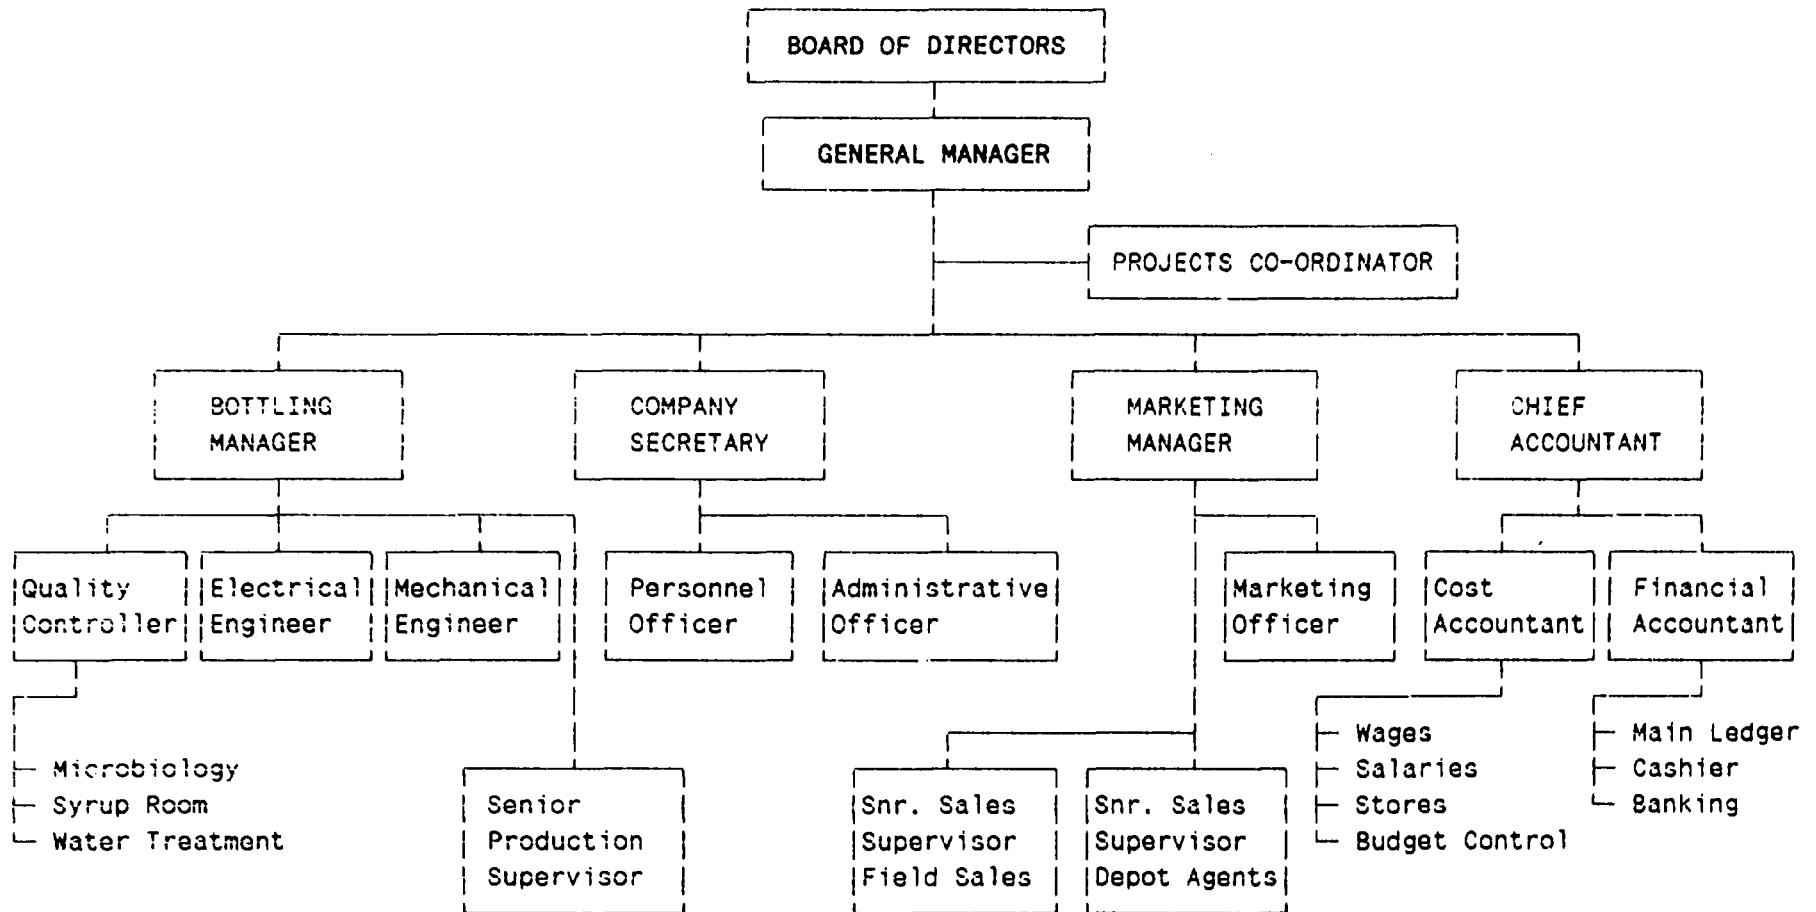 BOARD OF DIRECTORS
GENERAL MANAGER
PROJECTS CO-ORDINATOR
BOTTLING
MANAGER
COMPANY
SECRETARY
MARKETING
MANAGER
CHIEF
ACCOUNTANT
Quality
Controller
Electrical
Engineer
Mechanical
Engineer
Personnel
Officer
Administrative
Officer
Marketing
Officer
Cost
Accountant
Financial
Accountant
Microbiology
Syrup Room
Water Treatment
Senior
Production
Supervisor
Snr. Sales
Supervisor
Field Sales
Snr. Sales
Supervisor
Depot Agents
Wages
Salaries
Stores
Budget Control
Main Ledger
Cashier
Banking